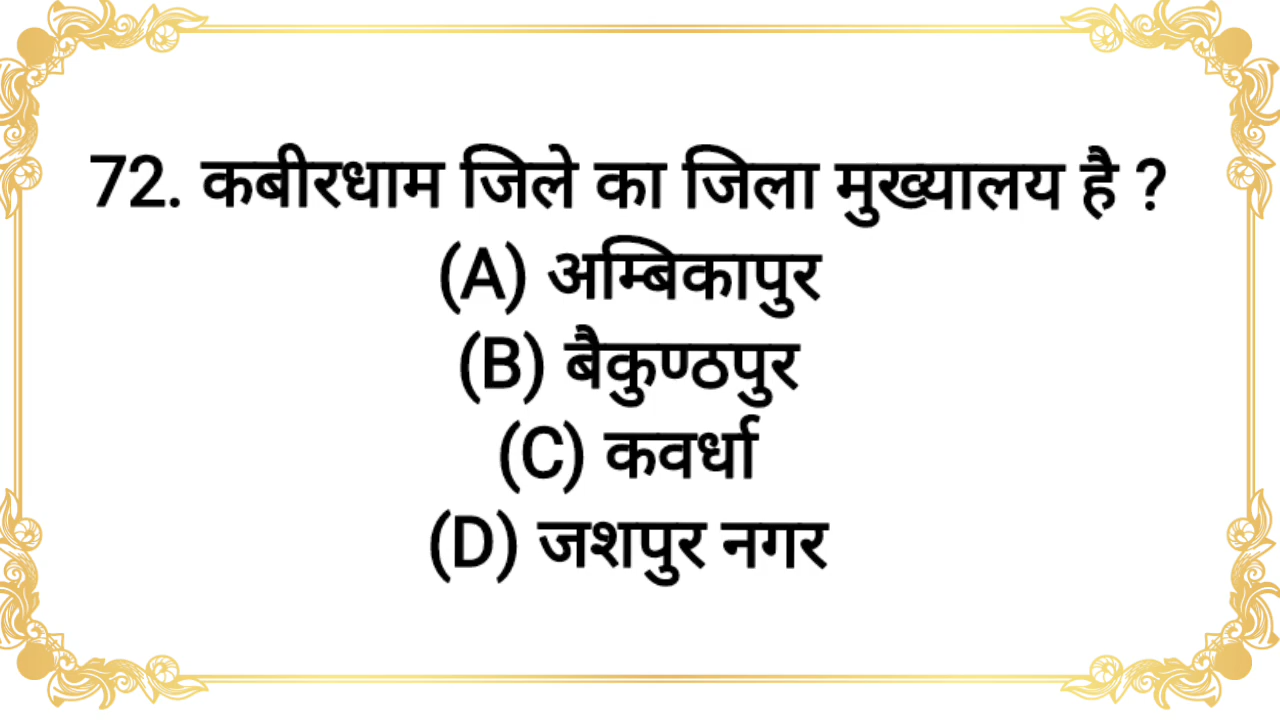 72. कबीरधाम जिले का जिला मुख्यालय है ?
(A) अम्बिकापुर
(B) बैकुण्ठपुर
(C) कवर्धा
(D) जशपुर नगर